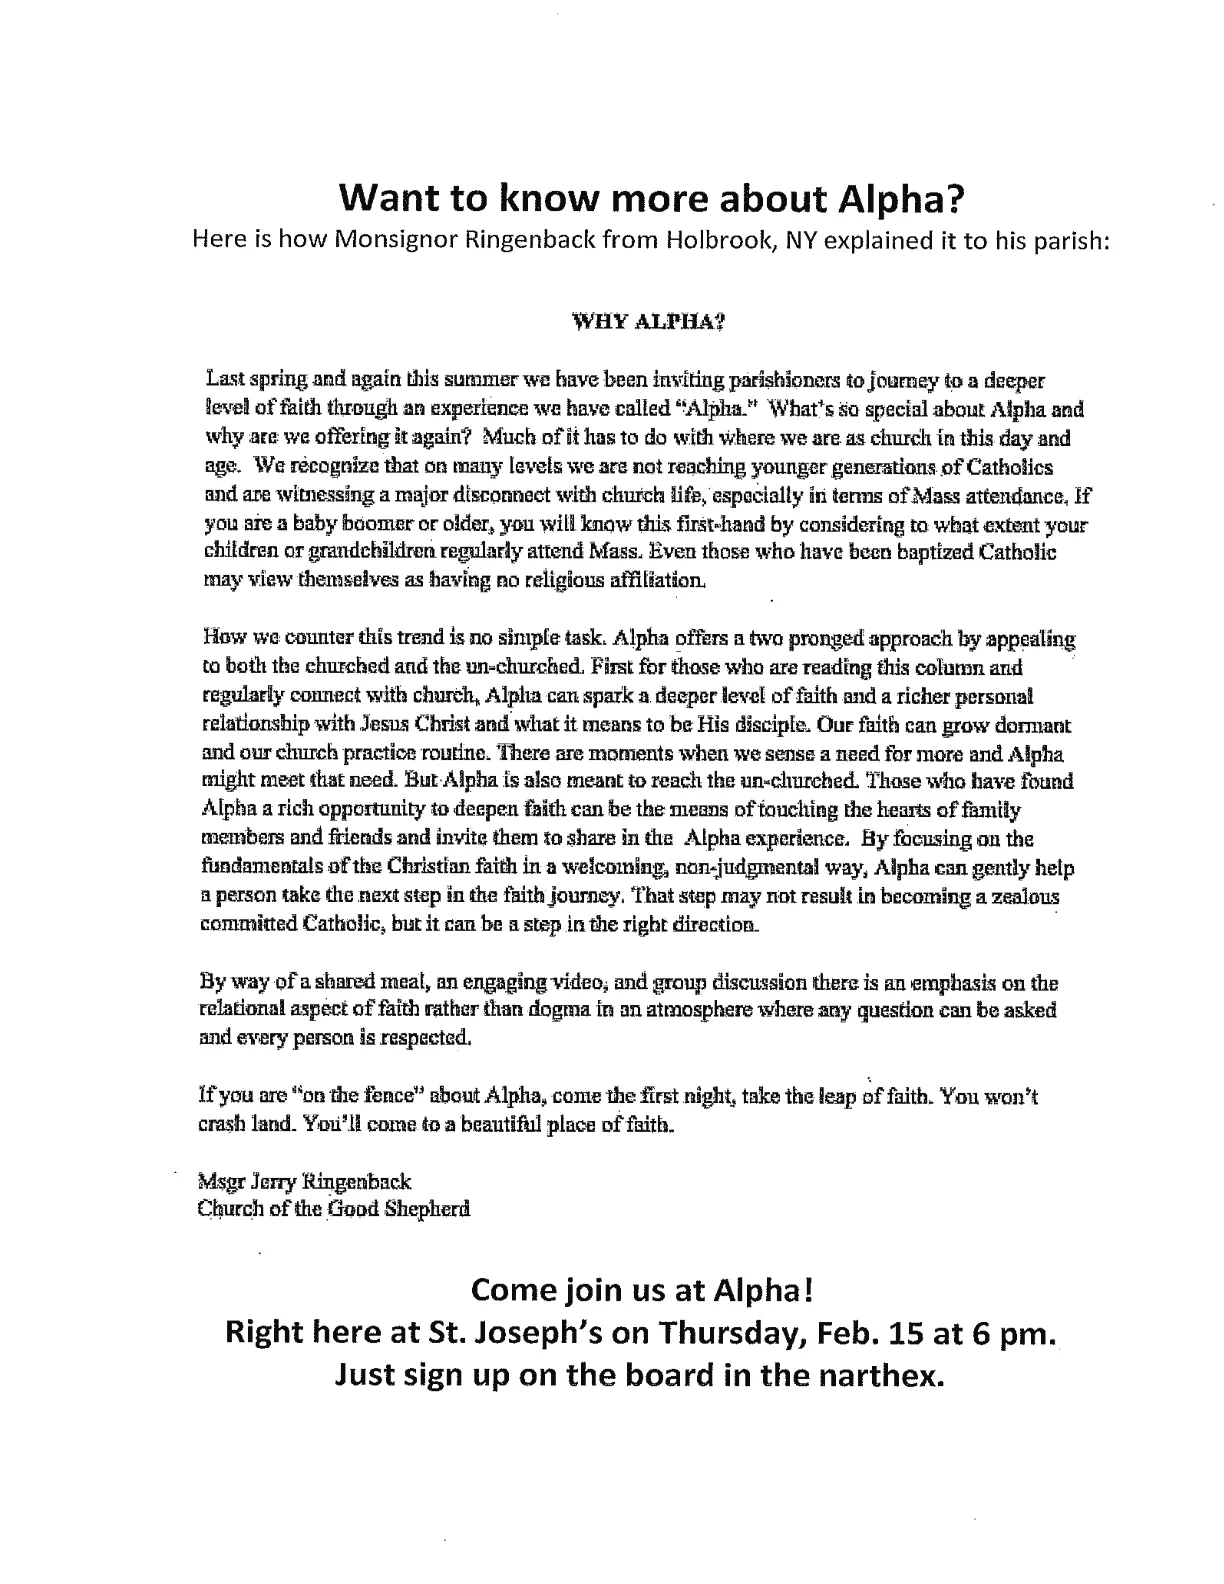 Want to know more about Alpha?
Here is how Monsignor Ringenback from Holbrook, NY explained it to his parish:
WHY ALPHA?
Last spring and again this summer we have been inviting parishioners to journey to a deeper
level of faith through an experience we have called “Alpha.” What's so special about Alpha and
why are we offering it again? Much of it has to do with where we are as church in this day and
age. We recognize that on many levels we are not reaching younger generations of Catholics
and are witnessing a major disconnect with church life, especially in terms of Mass attendance. If
you are a baby boomer or older, you will know this first-hand by considering to what extent your
children or grandchildren regularly attend Mass. Even those who have been baptized Catholic
may view themselves as having no religious affiliation.
How we counter this trend is no simple task. Alpha offers a two pronged approach by appealing
to both the churched and the un-churched. First for those who are reading this column and
regularly connect with church, Alpha can spark a deeper level of faith and a richer personal
relationship with Jesus Christ and what it means to be His disciple. Our faith can grow dormant
and our church practice routine. There are moments when we sense a need for more and Alpha
might meet that need. But Alpha is also meant to reach the un-churched. Those who have found
Alpha a rich opportunity to deepen faith can be the means of touching the hearts of family
members and friends and invite them to share in the Alpha experience. By focusing on the
fundamentals of the Christian faith in a welcoming, non-judgmental way, Alpha can gently help
a person take the next step in the faith journey. That step may not result in becoming a zealous
committed Catholic, but it can be a step in the right direction.
By way of a shared meal, an engaging video, and group discussion there is an emphasis on the
relational aspect of faith rather than dogma in an atmosphere where any question can be asked
and every person is respected.
If you are “on the fence” about Alpha, come the first night, take the leap of faith. You won't
crash land. You'll come to a beautiful place of faith.
Msgr Jerry Ringenback
Church of the Good Shepherd
Come join us at Alpha!
Right here at St. Joseph's on Thursday, Feb. 15 at 6 pm.
Just sign up on the board in the narthex.